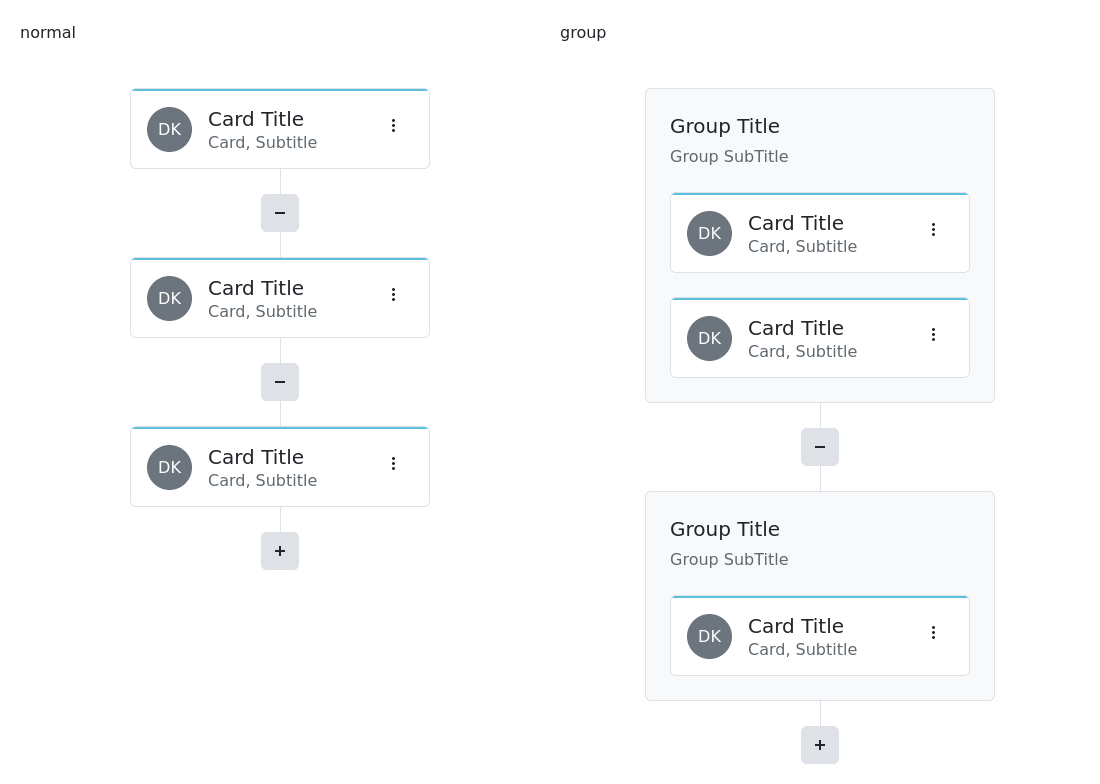 normal
DK
Card Title
Card, Subtitle
−
DK
Card Title
Card, Subtitle
−
DK
Card Title
Card, Subtitle
+
group
Group Title
Group SubTitle
DK
Card Title
Card, Subtitle
DK
Card Title
Card, Subtitle
−
Group Title
Group SubTitle
DK
Card Title
Card, Subtitle
+